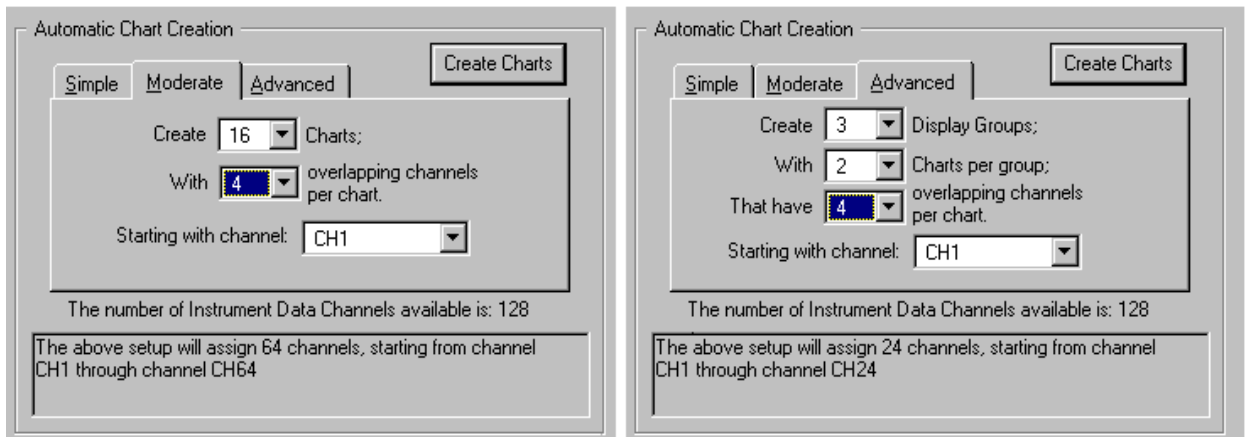 Automatic Chart Creation
Create Charts
Simple Moderate Advanced
Create 16 Charts;
With 4 overlapping channels
per chart.
Starting with channel: CH1
The number of Instrument Data Channels available is: 128
The above setup will assign 64 channels, starting from channel
CH1 through channel CH64
Automatic Chart Creation
Create Charts
Simple Moderate Advanced
Create 3 Display Groups;
With 2 Charts per group;
That have 4 overlapping channels
per chart.
Starting with channel: CH1
The number of Instrument Data Channels available is: 128
The above setup will assign 24 channels, starting from channel
CH1 through channel CH24